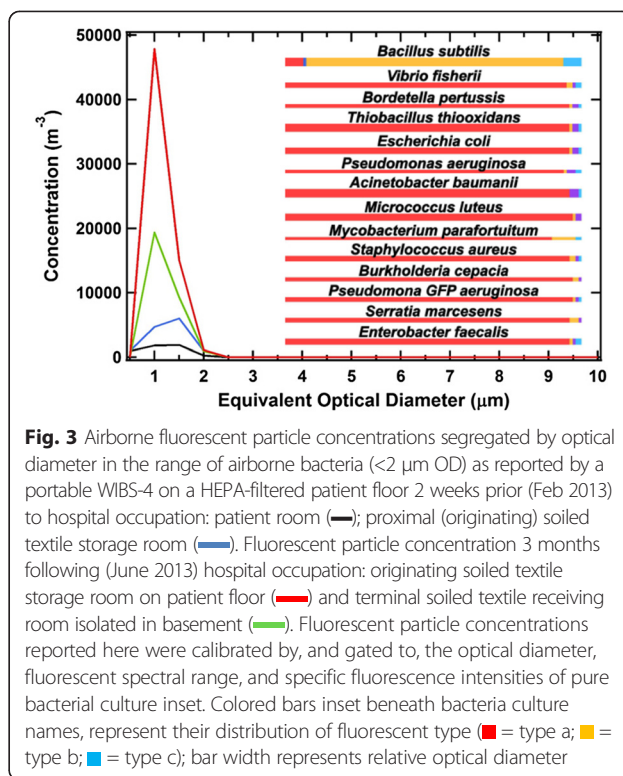 50000
40000
30000
20000
10000
0
Concentration (m⁻³)
Bacillus subtilis
Vibrio fisherii
Bordetella pertussis
Thiobacillus thiooxidans
Escherichia coli
Pseudomonas aeruginosa
Acinetobacter baumanii
Micrococcus luteus
Mycobacterium parafortuitum
Staphylococcus aureus
Burkholderia cepacia
Pseudomona GFP aeruginosa
Serratia marcesens
Enterobacter faecalis
1 2 3 4 5 6 7 8 9 10
Equivalent Optical Diameter (μm)
Fig. 3 Airborne fluorescent particle concentrations segregated by optical
diameter in the range of airborne bacteria (<2 μm OD) as reported by a
portable WIBS-4 on a HEPA-filtered patient floor 2 weeks prior (Feb 2013)
to hospital occupation: patient room (—); proximal (originating) soiled
textile storage room (—). Fluorescent particle concentration 3 months
following (June 2013) hospital occupation: originating soiled textile
storage room on patient floor (—) and terminal soiled textile receiving
room isolated in basement (—). Fluorescent particle concentrations
reported here were calibrated by, and gated to, the optical diameter,
fluorescent spectral range, and specific fluorescence intensities of pure
bacterial culture inset. Colored bars inset beneath bacteria culture
names, represent their distribution of fluorescent type (■ = type a; ■ =
type b; ■ = type c); bar width represents relative optical diameter